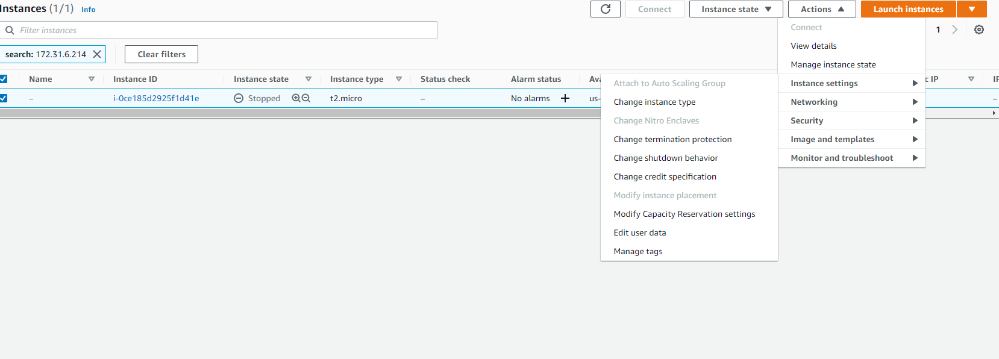 Instances (1/1) Info
Connect Instance state Actions Launch instances
Filter instances
1
search: 172.31.6.214 Clear filters
Name Instance ID Instance state Instance type Status check Alarm status Ava c IP IP
– i-0ce185d2925f1d41e Stopped t2.micro – No alarms + us- –
Connect
View details
Manage instance state
Instance settings
Networking
Security
Image and templates
Monitor and troubleshoot
Attach to Auto Scaling Group
Change instance type
Change Nitro Enclaves
Change termination protection
Change shutdown behavior
Change credit specification
Modify instance placement
Modify Capacity Reservation settings
Edit user data
Manage tags